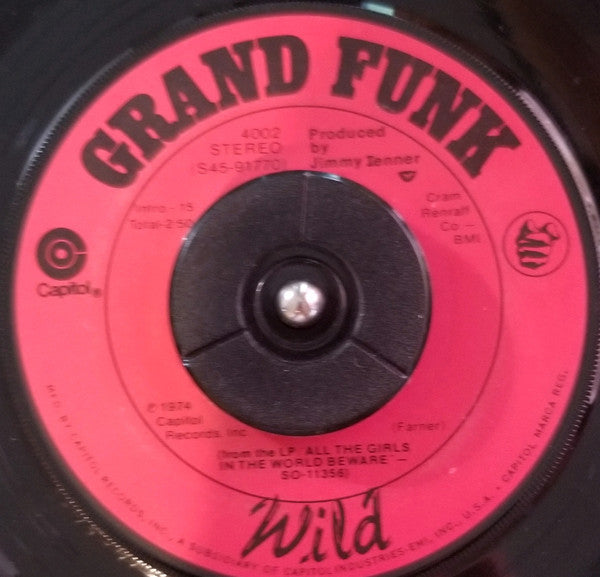 GRAND FUNK
4002
STEREO
(S45-91770)
Produced
by
Jimmy Ienner
Intro - 15
Total-2:50
Cram
Renraff
Co -
BMI
Capitol®
℗ 1974
Capitol
Records, Inc
(Farner)
(from the LP 'ALL THE GIRLS
IN THE WORLD BEWARE' -
SO-11356)
Wild
MFD. BY CAPITOL RECORDS, INC., A SUBSIDIARY OF CAPITOL INDUSTRIES-EMI, INC., U.S.A. • CAPITOL MARCA REG.